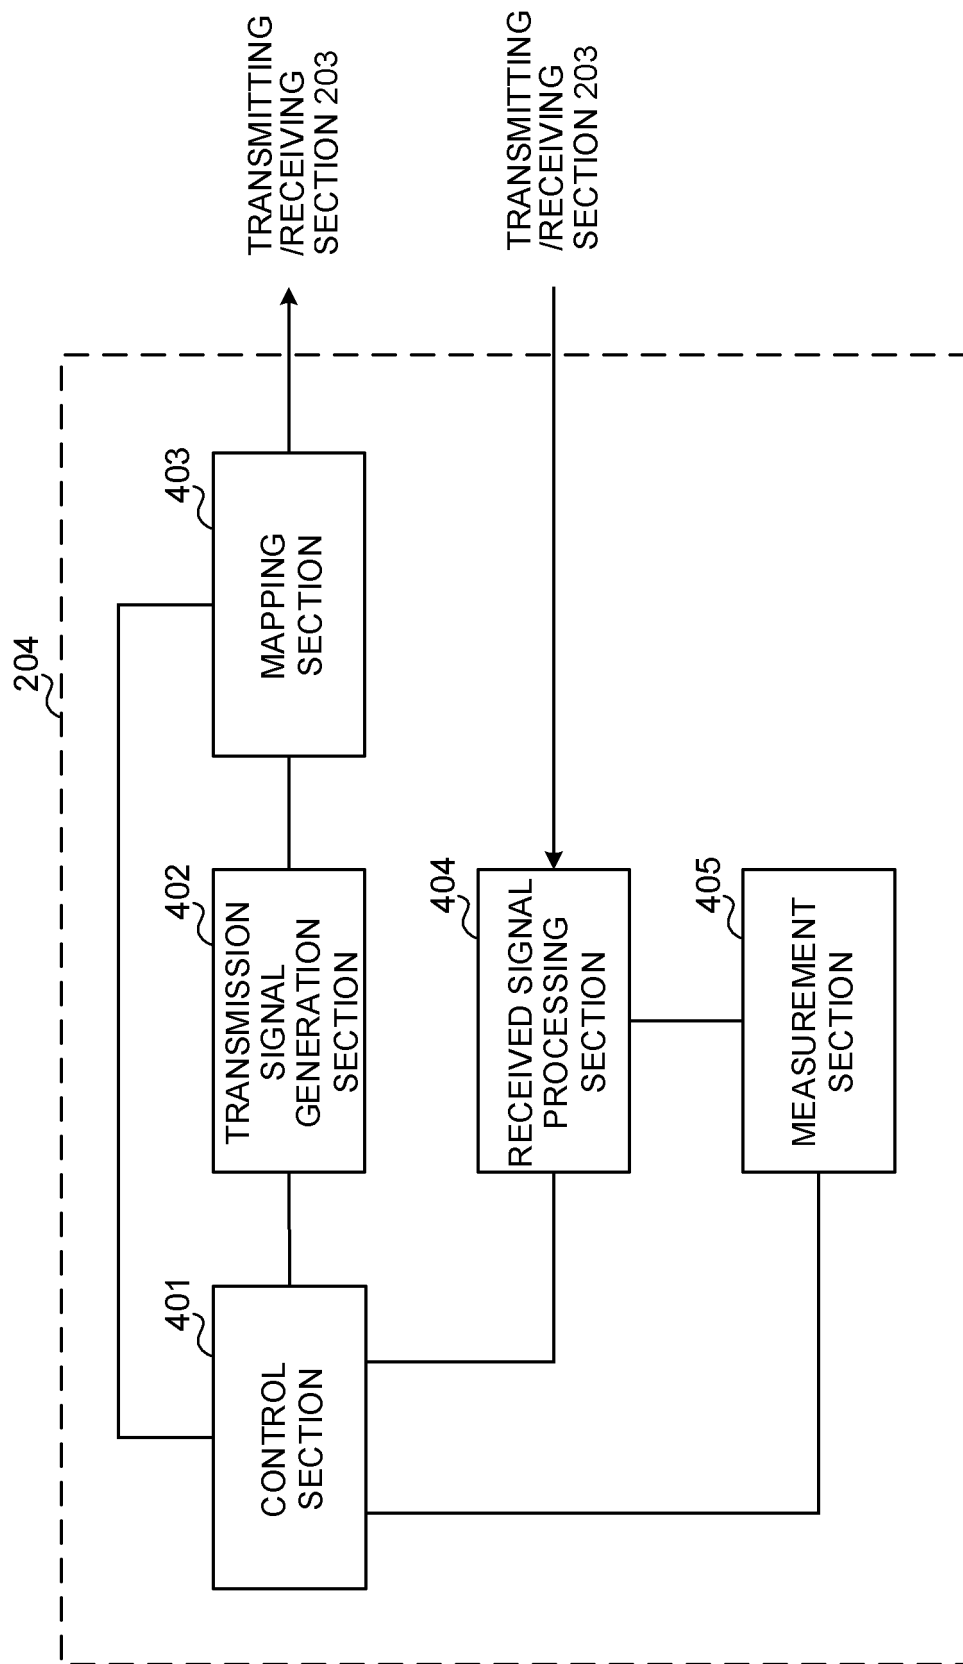 204
403
MAPPING
SECTION
TRANSMITTING
/RECEIVING
SECTION 203
402
TRANSMISSION
SIGNAL
GENERATION
SECTION
401
CONTROL
SECTION
404
RECEIVED SIGNAL
PROCESSING
SECTION
TRANSMITTING
/RECEIVING
SECTION 203
405
MEASUREMENT
SECTION